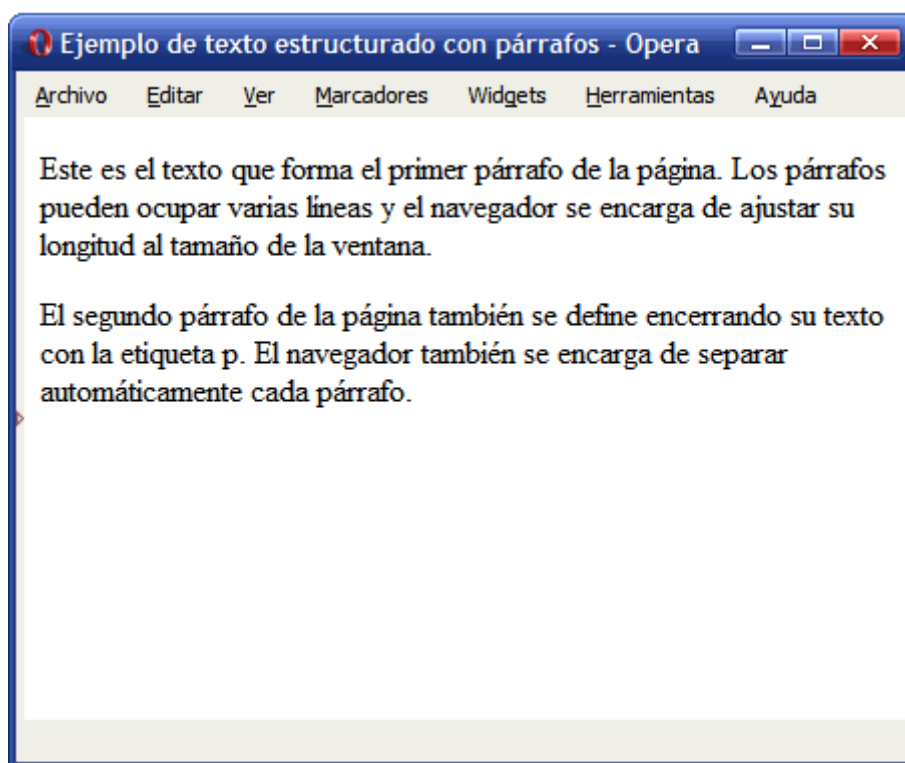 Ejemplo de texto estructurado con párrafos - Opera
Archivo Editar Ver Marcadores Widgets Herramientas Ayuda
Este es el texto que forma el primer párrafo de la página. Los párrafos
pueden ocupar varias líneas y el navegador se encarga de ajustar su
longitud al tamaño de la ventana.
El segundo párrafo de la página también se define encerrando su texto
con la etiqueta p. El navegador también se encarga de separar
automáticamente cada párrafo.